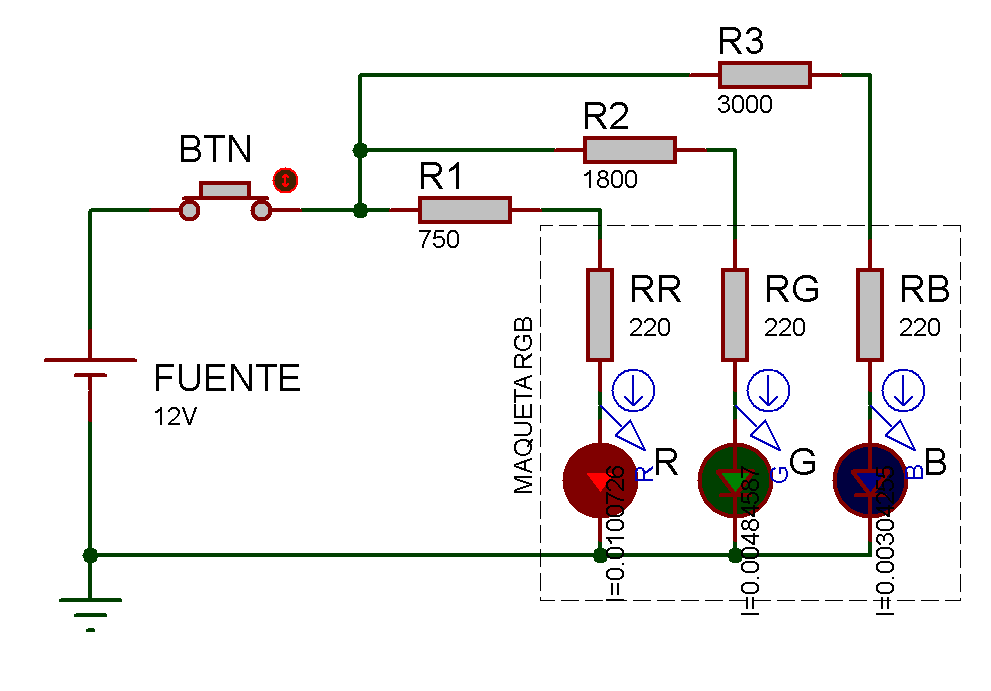 R3
3000
R2
1800
BTN
R1
750
RR
220
RG
220
RB
220
MAQUETA RGB
FUENTE
12V
R
R
G
G
B
B
I=0.0100726
I=0.00484587